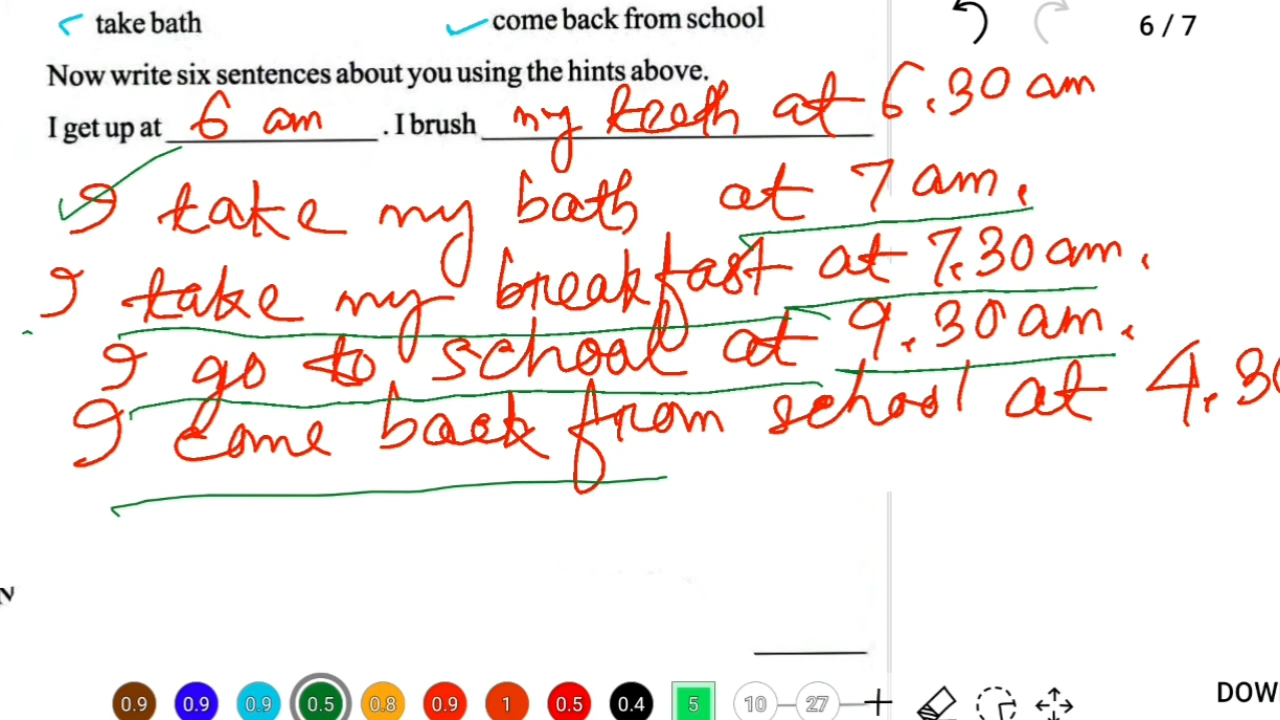 take bath come back from school 6 / 7
Now write six sentences about you using the hints above.
I get up at 6 am . I brush my teeth at 6.30 am
I take my bath at 7 am.
I take my breakfast at 7.30 am.
I go to school at 9.30 am.
I come back from school at 4.30
DOW
0.9 0.9 0.9 0.5 0.8 0.9 1 0.5 0.4 5 10 27